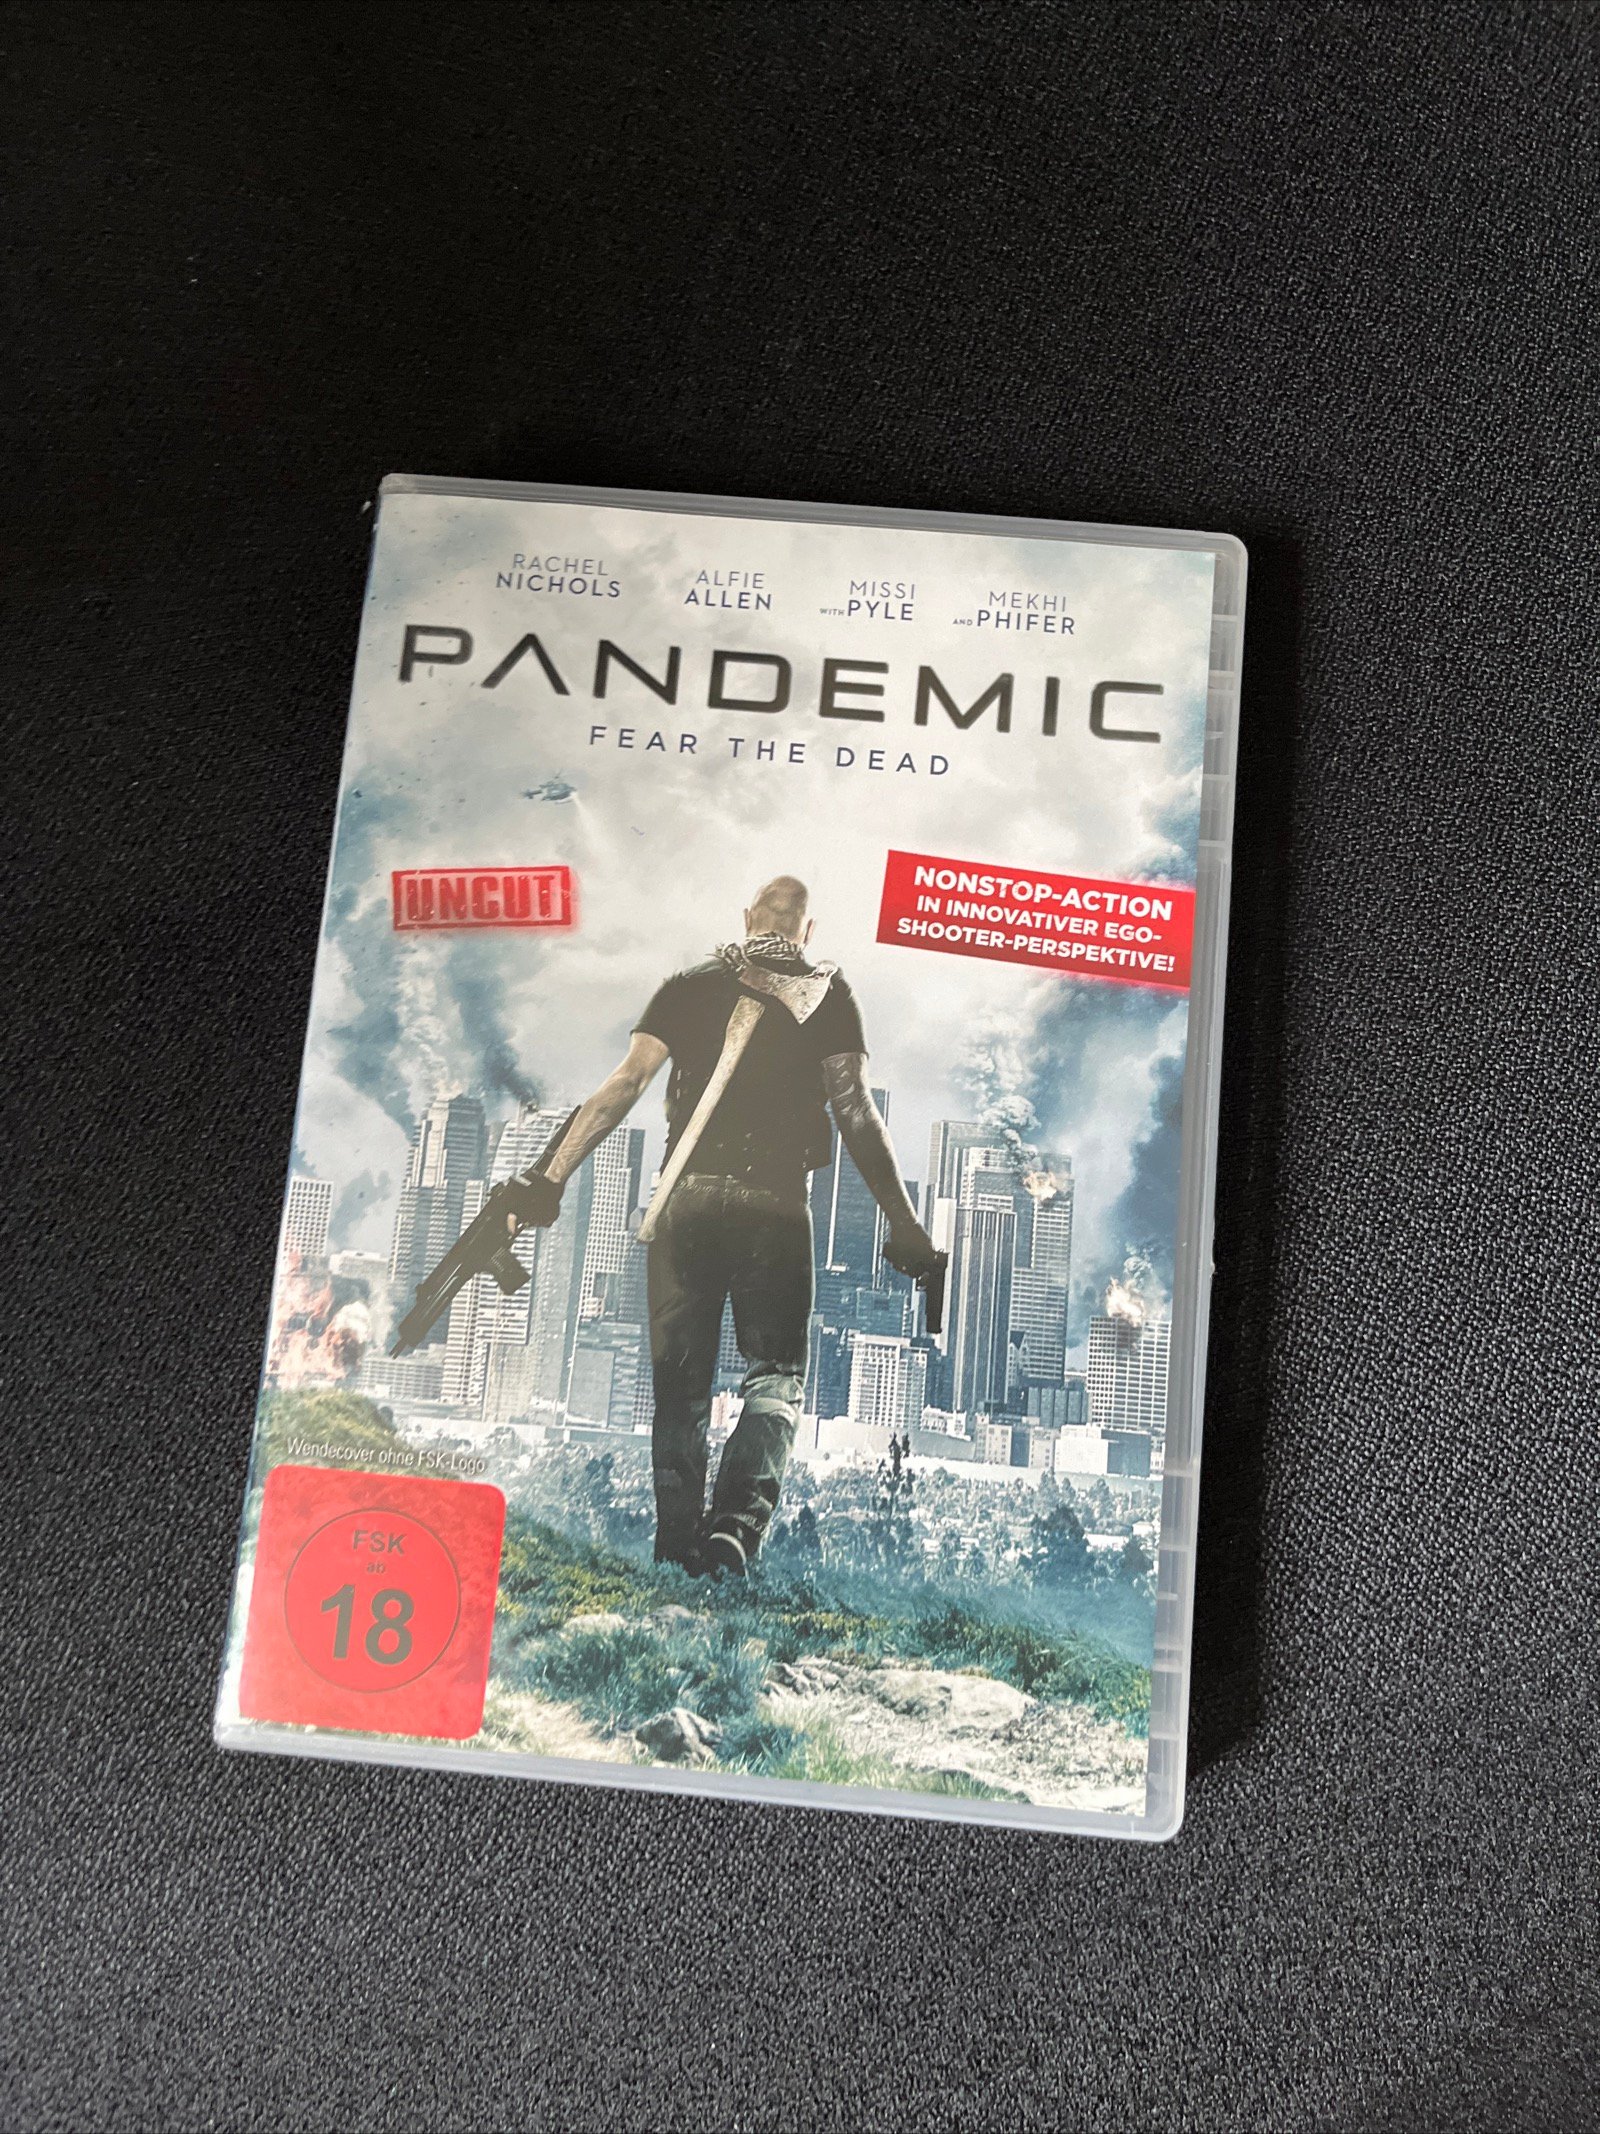 RACHEL NICHOLS
ALFIE ALLEN
MISSI
WITH PYLE
MEKHI
AND PHIFER
PANDEMIC
FEAR THE DEAD
UNCUT
NONSTOP-ACTION
IN INNOVATIVER EGO-
SHOOTER-PERSPEKTIVE!
Wendecover ohne FSK-Logo
FSK
ab
18